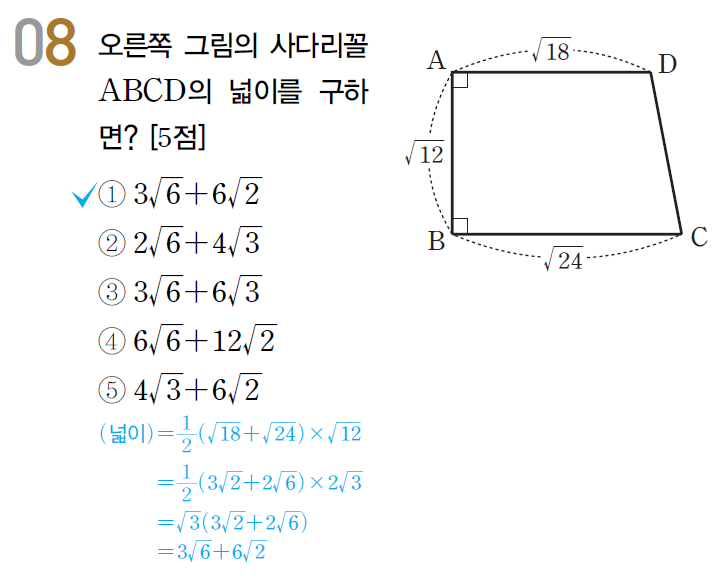 08
오른쪽 그림의 사다리꼴
ABCD의 넓이를 구하
면? [5점]
① 3√6+6√2
② 2√6+4√3
③ 3√6+6√3
④ 6√6+12√2
⑤ 4√3+6√2
(넓이)=1/2(√18+√24)×√12
=1/2(3√2+2√6)×2√3
=√3(3√2+2√6)
=3√6+6√2
A
√18
D
√12
B
√24
C